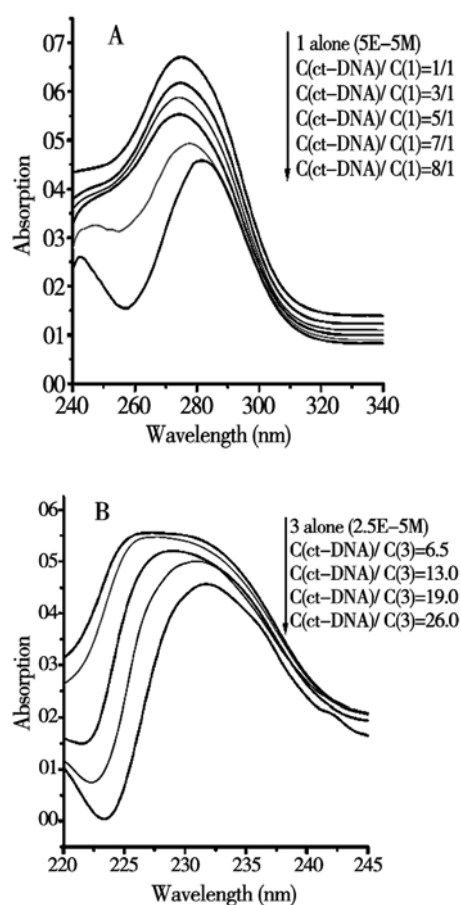 A
1 alone (5E-5M)
C(ct-DNA)/ C(1)=1/1
C(ct-DNA)/ C(1)=3/1
C(ct-DNA)/ C(1)=5/1
C(ct-DNA)/ C(1)=7/1
C(ct-DNA)/ C(1)=8/1
07
06
05
04
03
02
01
00
Absorption
240 260 280 300 320 340
Wavelength (nm)
B
3 alone (2.5E-5M)
C(ct-DNA)/ C(3)=6.5
C(ct-DNA)/ C(3)=13.0
C(ct-DNA)/ C(3)=19.0
C(ct-DNA)/ C(3)=26.0
06
05
04
03
02
01
00
Absorption
220 225 230 235 240 245
Wavelength (nm)